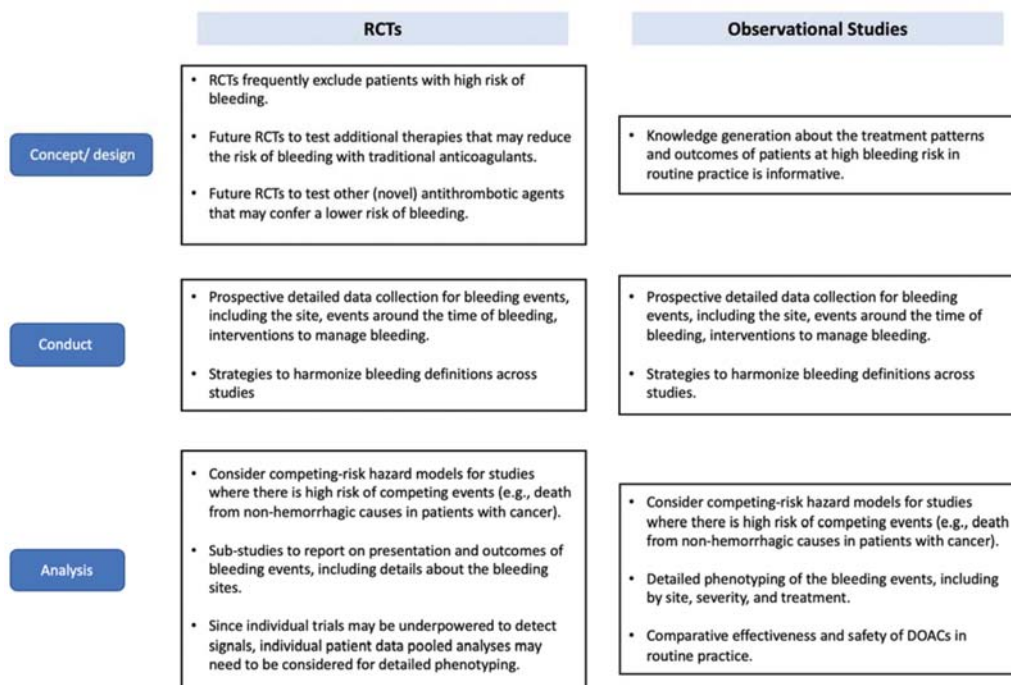 RCTs
Observational Studies
Concept/ design
• RCTs frequently exclude patients with high risk of
bleeding.
• Future RCTs to test additional therapies that may reduce
the risk of bleeding with traditional anticoagulants.
• Future RCTs to test other (novel) antithrombotic agents
that may confer a lower risk of bleeding.
• Knowledge generation about the treatment patterns
and outcomes of patients at high bleeding risk in
routine practice is informative.
Conduct
• Prospective detailed data collection for bleeding events,
including the site, events around the time of bleeding,
interventions to manage bleeding.
• Strategies to harmonize bleeding definitions across
studies
• Prospective detailed data collection for bleeding
events, including the site, events around the time of
bleeding, interventions to manage bleeding.
• Strategies to harmonize bleeding definitions across
studies.
Analysis
• Consider competing-risk hazard models for studies
where there is high risk of competing events (e.g., death
from non-hemorrhagic causes in patients with cancer).
• Sub-studies to report on presentation and outcomes of
bleeding events, including details about the bleeding
sites.
• Since individual trials may be underpowered to detect
signals, individual patient data pooled analyses may
need to be considered for detailed phenotyping.
• Consider competing-risk hazard models for studies
where there is high risk of competing events (e.g., death
from non-hemorrhagic causes in patients with cancer).
• Detailed phenotyping of the bleeding events, including
by site, severity, and treatment.
• Comparative effectiveness and safety of DOACs in
routine practice.